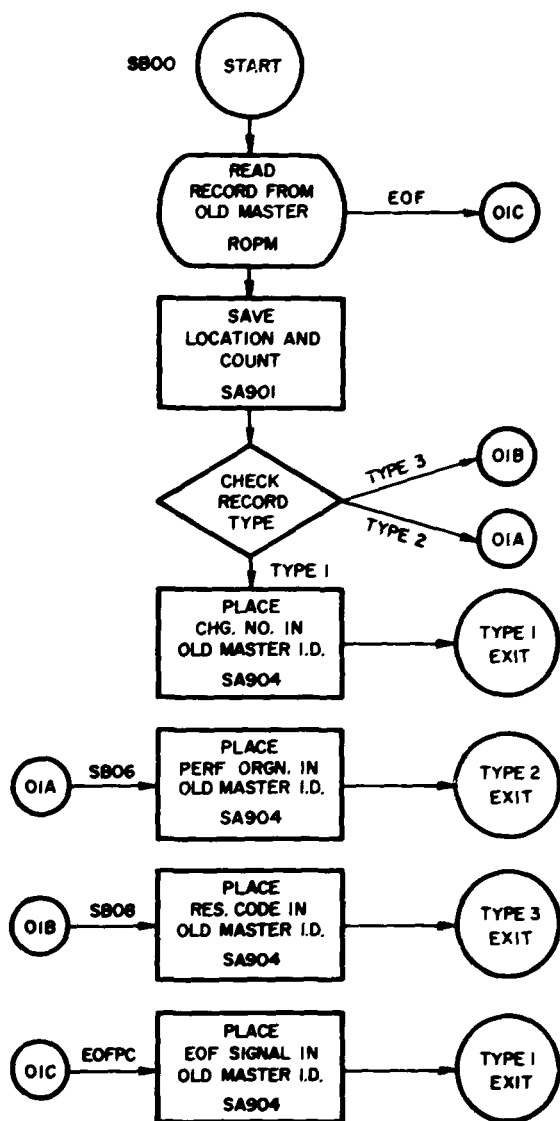 SB00
START
READ
RECORD FROM
OLD MASTER
ROPM
EOF
01C
SAVE
LOCATION AND
COUNT
SA901
CHECK
RECORD
TYPE
TYPE 3
01B
TYPE 2
01A
TYPE 1
PLACE
CHG. NO. IN
OLD MASTER I.D.
SA904
TYPE 1
EXIT
01A
SB06
PLACE
PERF ORGN. IN
OLD MASTER I.D.
SA904
TYPE 2
EXIT
01B
SB08
PLACE
RES. CODE IN
OLD MASTER I.D.
SA904
TYPE 3
EXIT
01C
EOFPC
PLACE
EOF SIGNAL IN
OLD MASTER I.D.
SA904
TYPE 1
EXIT